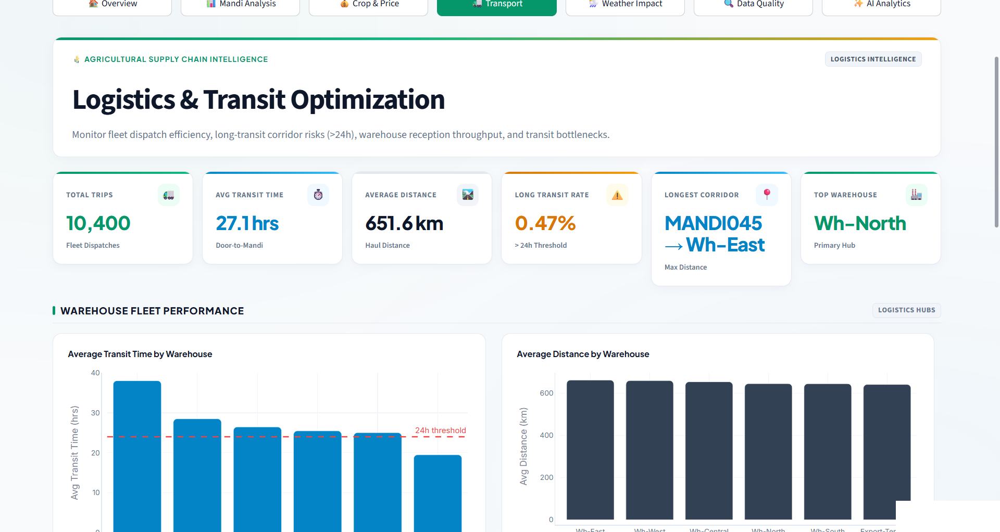 Overview
Mandi Analysis
Crop & Price
Transport
Weather Impact
Data Quality
AI Analytics
AGRICULTURAL SUPPLY CHAIN INTELLIGENCE
LOGISTICS INTELLIGENCE
Logistics & Transit Optimization
Monitor fleet dispatch efficiency, long-transit corridor risks (>24h), warehouse reception throughput, and transit bottlenecks.
TOTAL TRIPS
10,400
Fleet Dispatches
AVG TRANSIT TIME
27.1 hrs
Door-to-Mandi
AVERAGE DISTANCE
651.6 km
Haul Distance
LONG TRANSIT RATE
0.47%
> 24h Threshold
LONGEST CORRIDOR
MANDI045
→ Wh-East
Max Distance
TOP WAREHOUSE
Wh-North
Primary Hub
WAREHOUSE FLEET PERFORMANCE
LOGISTICS HUBS
Average Transit Time by Warehouse
40
30
20
10
0
Avg Transit Time (hrs)
24h threshold
Average Distance by Warehouse
600
400
200
0
Avg Distance (km)
Wh-East
Wh-West
Wh-Central
Wh-North
Wh-South
Export-Ter